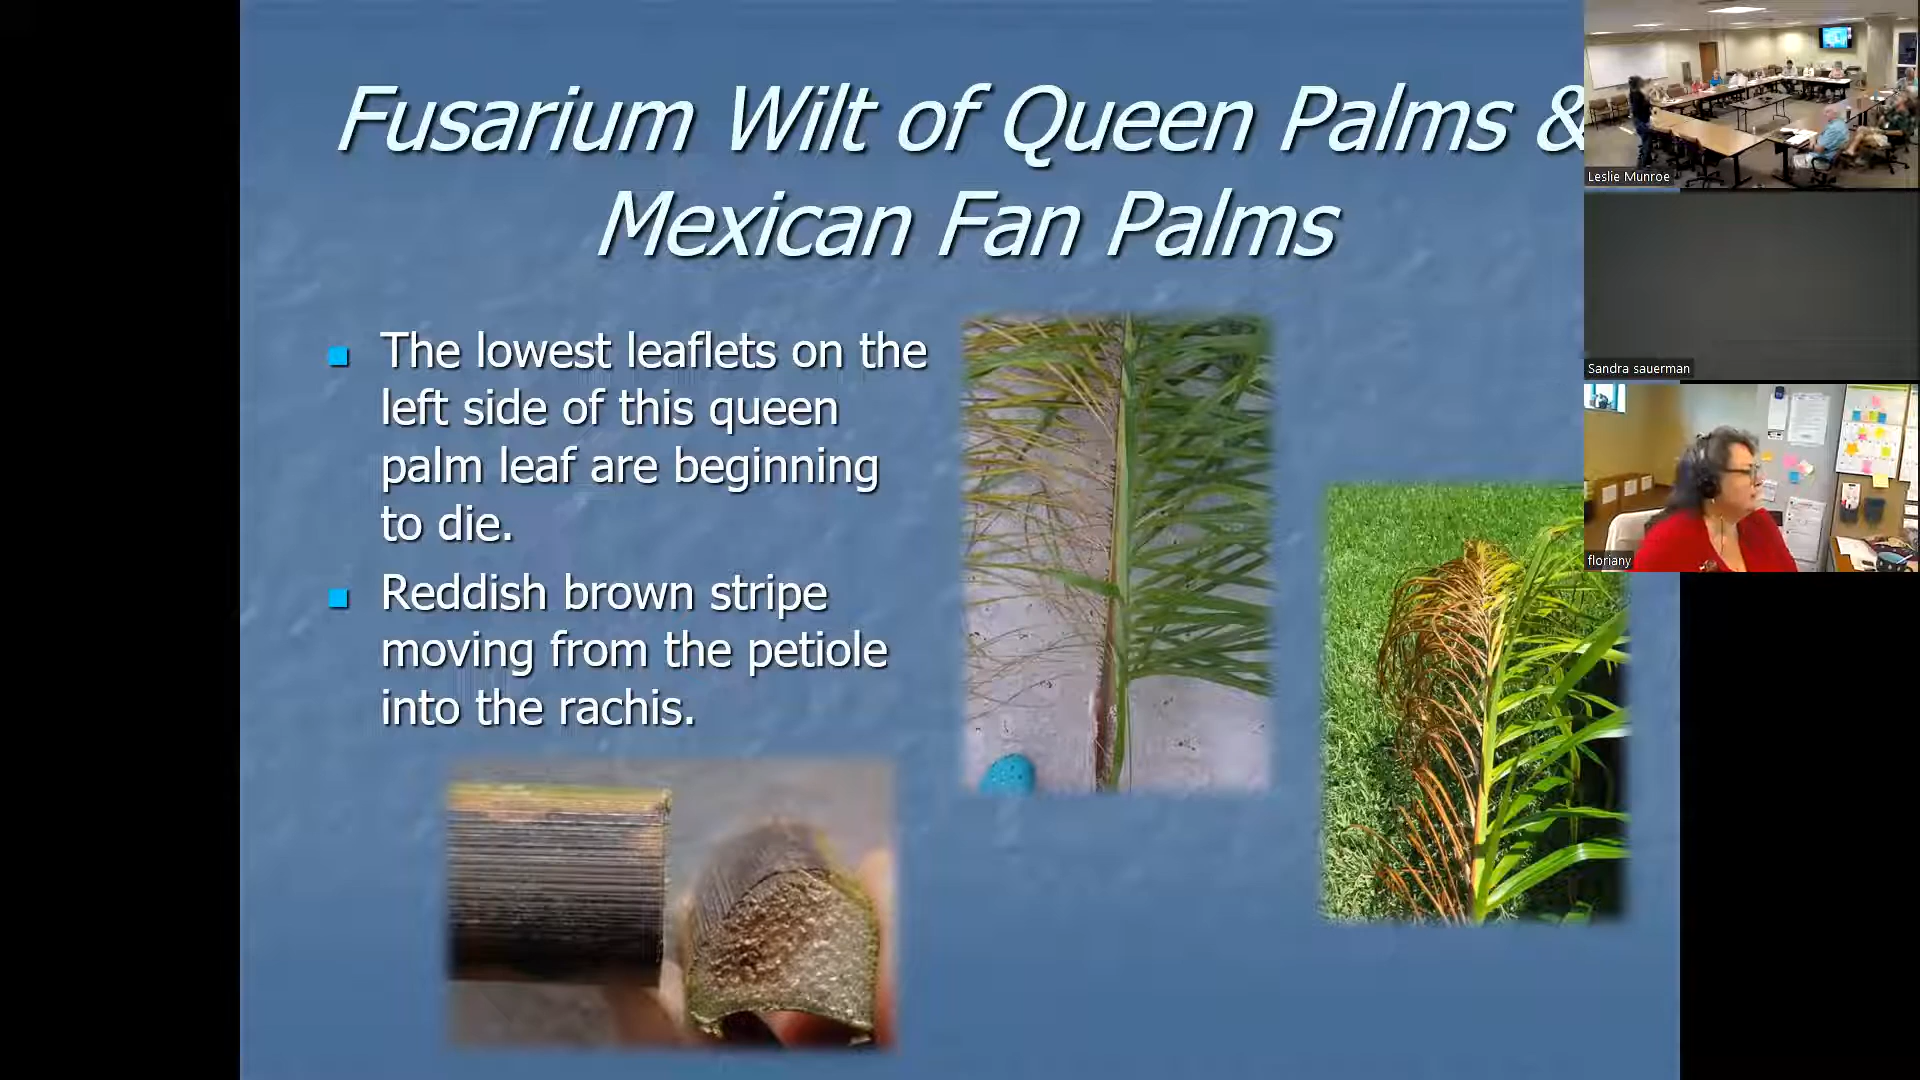 Fusarium Wilt of Queen Palms &
Mexican Fan Palms
The lowest leaflets on the
left side of this queen
palm leaf are beginning
to die.
Reddish brown stripe
moving from the petiole
into the rachis.
Leslie Munroe
Sandra sauerman
floriany